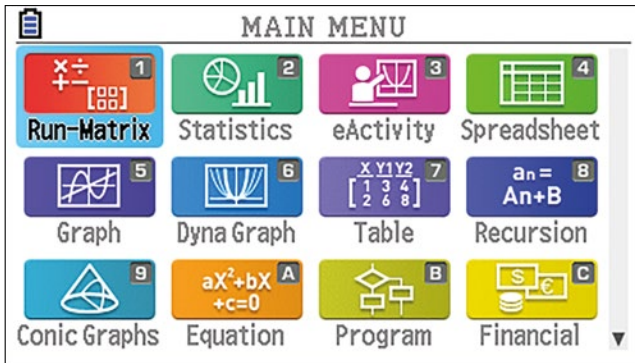 MAIN MENU
×÷ 1
+− [88]
Run-Matrix
2
Statistics
3
eActivity
4
Spreadsheet
5
Graph
6
Dyna Graph
X Y1 Y2 7
1 3 4
2 6 8
Table
an= 8
An+B
Recursion
9
Conic Graphs
aX²+bX A
+c=0
Equation
B
Program
$ € C
Financial